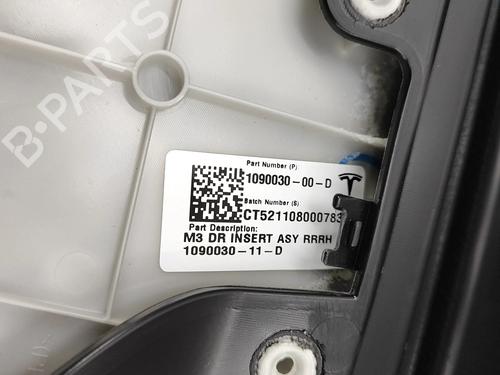 B-PARTS
Part Number (P)
1090030-00-D
Batch Number (S)
CT521108000783
Part Description:
M3 DR INSERT ASY RRRH
1090030-11-D